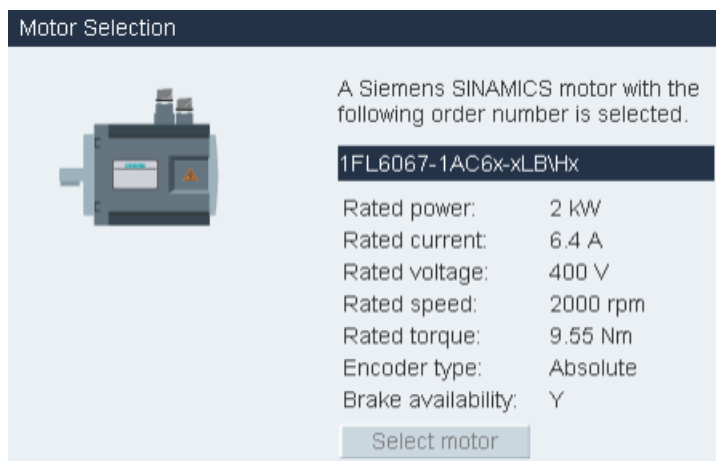 Motor Selection
A Siemens SINAMICS motor with the
following order number is selected.
1FL6067-1AC6x-xLB\Hx
Rated power: 2 kW
Rated current: 6.4 A
Rated voltage: 400 V
Rated speed: 2000 rpm
Rated torque: 9.55 Nm
Encoder type: Absolute
Brake availability: Y
Select motor